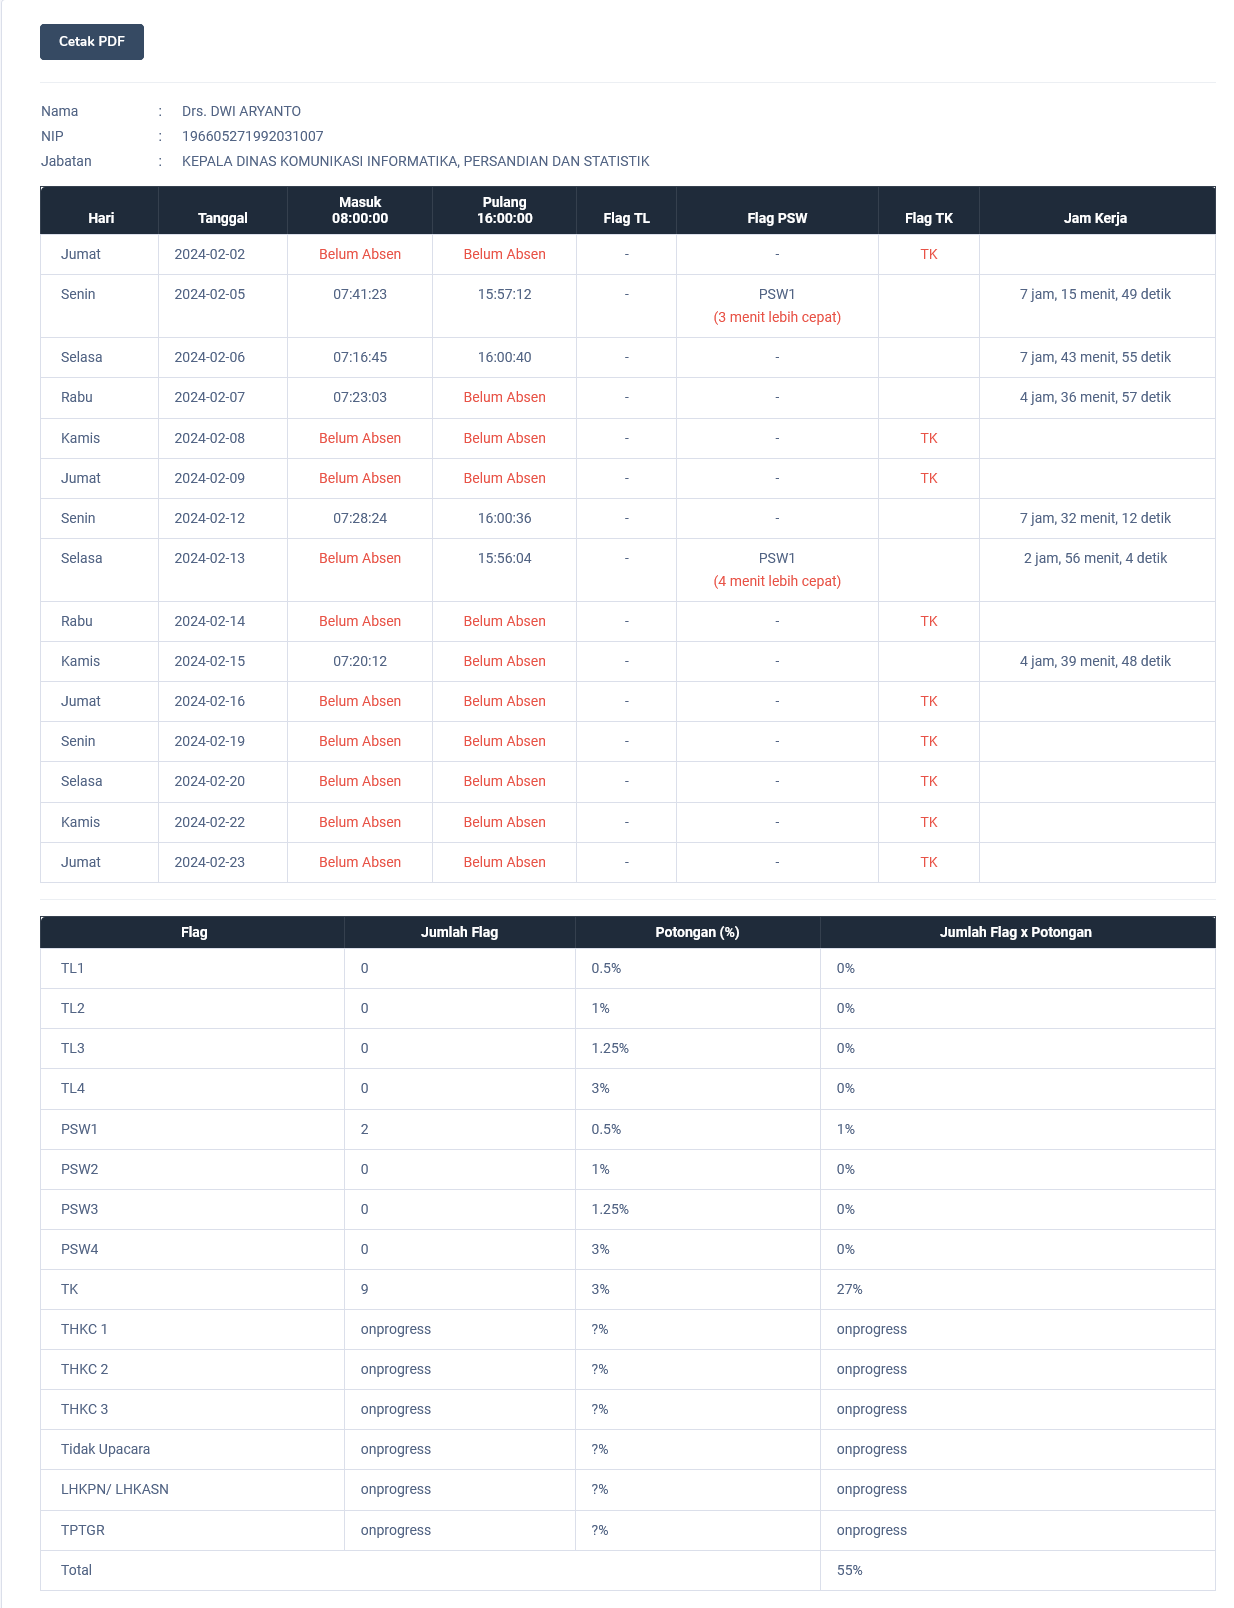 Cetak PDF
Nama : Drs. DWI ARYANTO
NIP : 196605271992031007
Jabatan : KEPALA DINAS KOMUNIKASI INFORMATIKA, PERSANDIAN DAN STATISTIK
Hari Tanggal Masuk 08:00:00 Pulang 16:00:00 Flag TL Flag PSW Flag TK Jam Kerja
Jumat 2024-02-02 Belum Absen Belum Absen - - TK
Senin 2024-02-05 07:41:23 15:57:12 - PSW1 7 jam, 15 menit, 49 detik
(3 menit lebih cepat)
Selasa 2024-02-06 07:16:45 16:00:40 - - 7 jam, 43 menit, 55 detik
Rabu 2024-02-07 07:23:03 Belum Absen - - 4 jam, 36 menit, 57 detik
Kamis 2024-02-08 Belum Absen Belum Absen - - TK
Jumat 2024-02-09 Belum Absen Belum Absen - - TK
Senin 2024-02-12 07:28:24 16:00:36 - - 7 jam, 32 menit, 12 detik
Selasa 2024-02-13 Belum Absen 15:56:04 - PSW1 2 jam, 56 menit, 4 detik
(4 menit lebih cepat)
Rabu 2024-02-14 Belum Absen Belum Absen - - TK
Kamis 2024-02-15 07:20:12 Belum Absen - - 4 jam, 39 menit, 48 detik
Jumat 2024-02-16 Belum Absen Belum Absen - - TK
Senin 2024-02-19 Belum Absen Belum Absen - - TK
Selasa 2024-02-20 Belum Absen Belum Absen - - TK
Kamis 2024-02-22 Belum Absen Belum Absen - - TK
Jumat 2024-02-23 Belum Absen Belum Absen - - TK
Flag Jumlah Flag Potongan (%) Jumlah Flag x Potongan
TL1 0 0.5% 0%
TL2 0 1% 0%
TL3 0 1.25% 0%
TL4 0 3% 0%
PSW1 2 0.5% 1%
PSW2 0 1% 0%
PSW3 0 1.25% 0%
PSW4 0 3% 0%
TK 9 3% 27%
THKC 1 onprogress ?% onprogress
THKC 2 onprogress ?% onprogress
THKC 3 onprogress ?% onprogress
Tidak Upacara onprogress ?% onprogress
LHKPN/ LHKASN onprogress ?% onprogress
TPTGR onprogress ?% onprogress
Total 55%